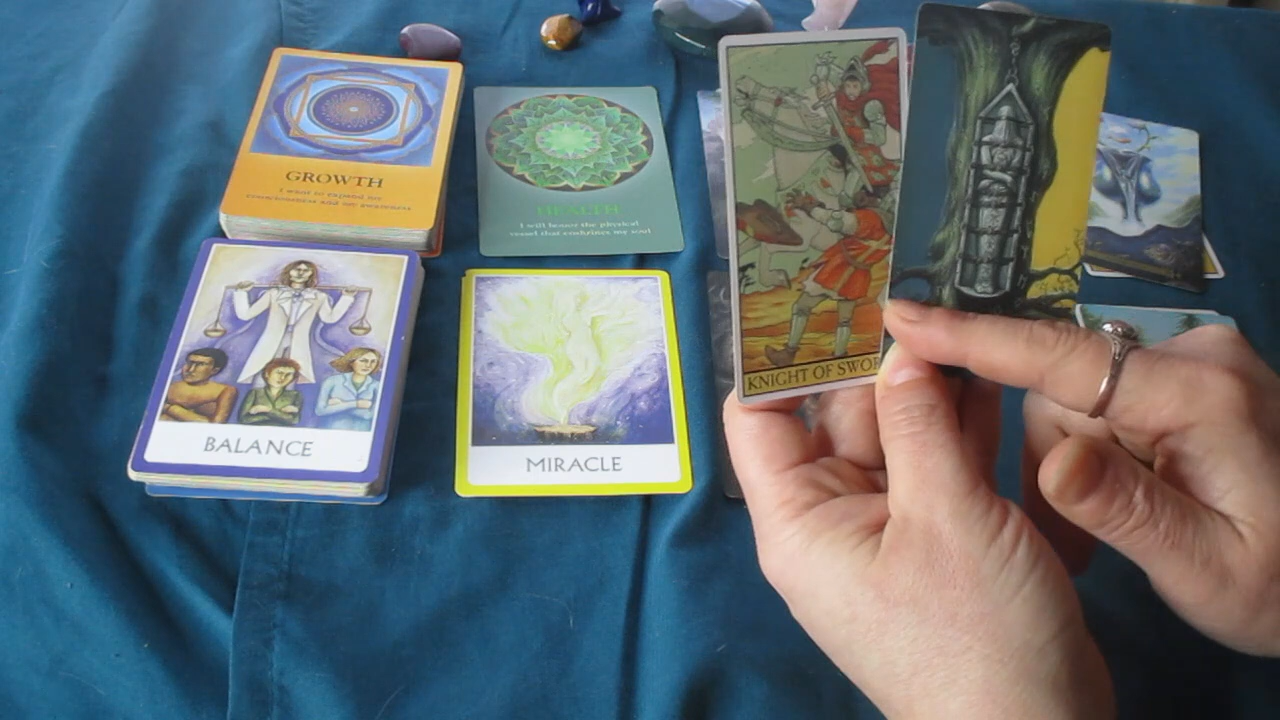 GROWTH
I want to expand my
consciousness and my awareness
HEALTH
I will honor the physical
vessel that enshrines my soul
BALANCE
MIRACLE
KNIGHT OF SWOR